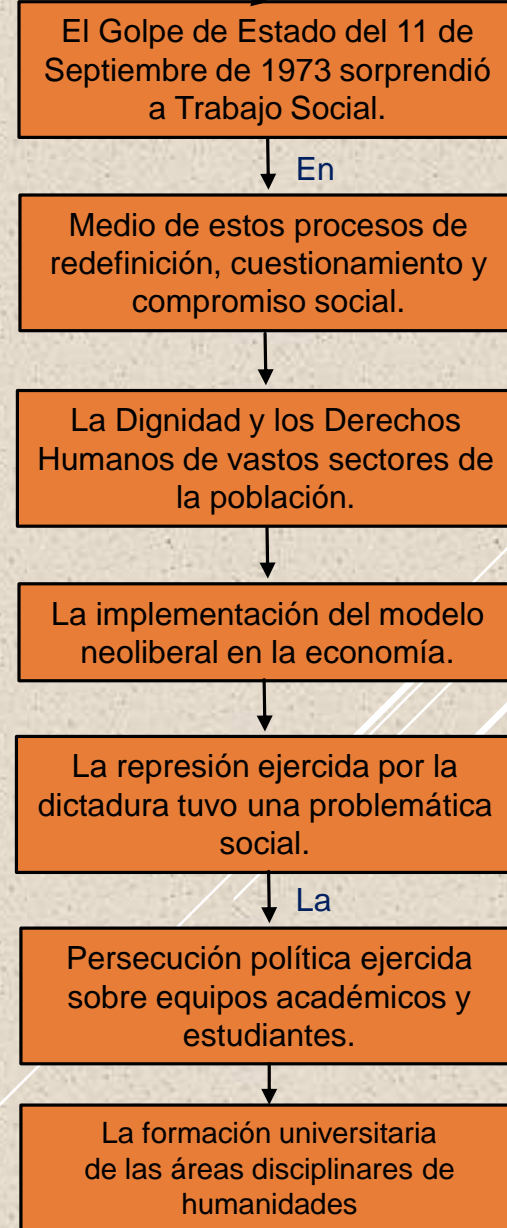 El Golpe de Estado del 11 de
Septiembre de 1973 sorprendió
a Trabajo Social.
En
Medio de estos procesos de
redefinición, cuestionamiento y
compromiso social.
La Dignidad y los Derechos
Humanos de vastos sectores de
la población.
La implementación del modelo
neoliberal en la economía.
La represión ejercida por la
dictadura tuvo una problemática
social.
La
Persecución política ejercida
sobre equipos académicos y
estudiantes.
La formación universitaria
de las áreas disciplinares de
humanidades